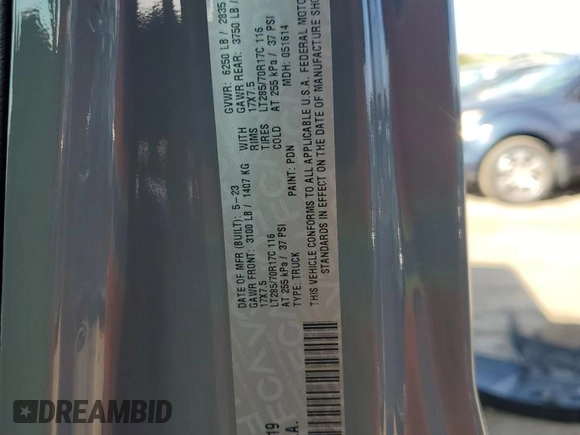 DATE OF MFR (BUILT): 5-23 GVWR: 6250 LB / 2835
GAWR FRONT: 3100 LB / 1407 KG WITH GAWR REAR: 3750 LB /
17X7.5 RIMS 17X7.5
LT285/70R17C 116 TIRES LT285/70R17C 116
AT 255 kPa / 37 PSI COLD AT 255 kPa / 37 PSI
TYPE: TRUCK PAINT: PDN MDH: 051614
THIS VEHICLE CONFORMS TO ALL APPLICABLE U.S.A. FEDERAL MOTO
STANDARDS IN EFFECT ON THE DATE OF MANUFACTURE SHO
19
.A.
DREAMBID